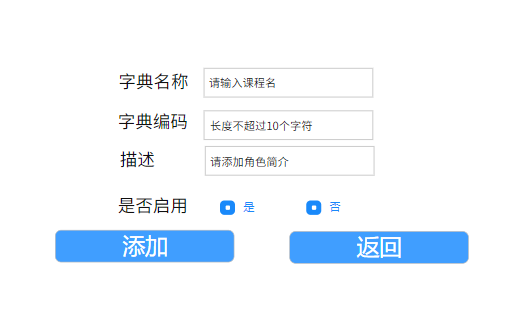 字典名称 请输入课程名
字典编码 长度不超过10个字符
描述 请添加角色简介
是否启用 是 否
添加 返回